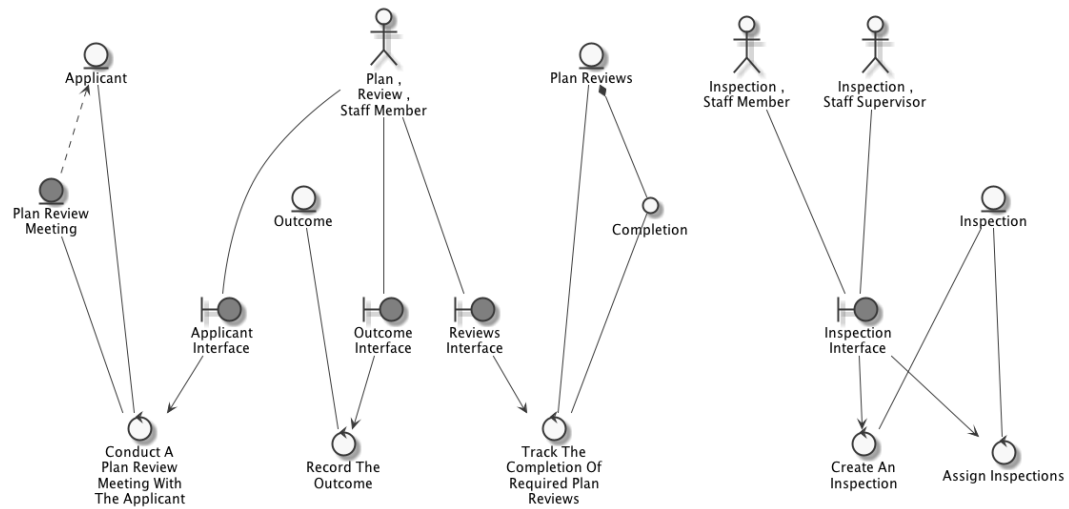 Applicant
Plan ,
Review ,
Staff Member
Plan Reviews
Inspection ,
Staff Member
Inspection ,
Staff Supervisor
Plan Review
Meeting
Outcome
Completion
Inspection
Applicant
Interface
Outcome
Interface
Reviews
Interface
Inspection
Interface
Conduct A
Plan Review
Meeting With
The Applicant
Record The
Outcome
Track The
Completion Of
Required Plan
Reviews
Create An
Inspection
Assign Inspections